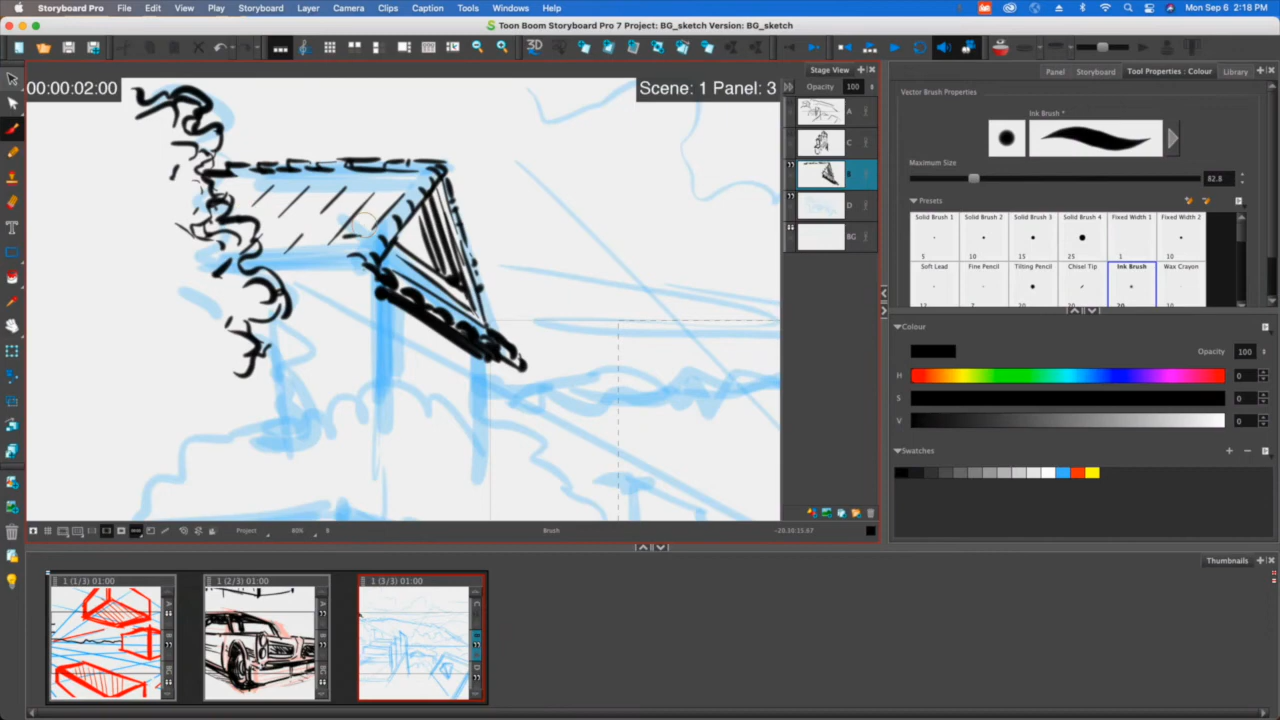 Storyboard Pro File Edit View Play Storyboard Layer Camera Clips Caption Tools Windows Help Mon Sep 6 2:18 PM
Toon Boom Storyboard Pro 7 Project: BG_sketch Version: BG_sketch
3D
Stage View
Panel Storyboard Tool Properties : Colour Library
00:00:02:00
Scene: 1 Panel: 3
Opacity 100
Vector Brush Properties
Ink Brush *
A
C
B
D
BG
Maximum Size
82.8
Presets
Solid Brush 1 Solid Brush 2 Solid Brush 3 Solid Brush 4 Fixed Width 1 Fixed Width 2
5 10 15 25 1 10
Soft Lead Fine Pencil Tilting Pencil Chisel Tip Ink Brush Wax Crayon
Colour
Opacity 100
H 0
S 0
V 0
Swatches
Project 80% Brush
Thumbnails
1 (1/3) 01:00 1 (2/3) 01:00 1 (3/3) 01:00